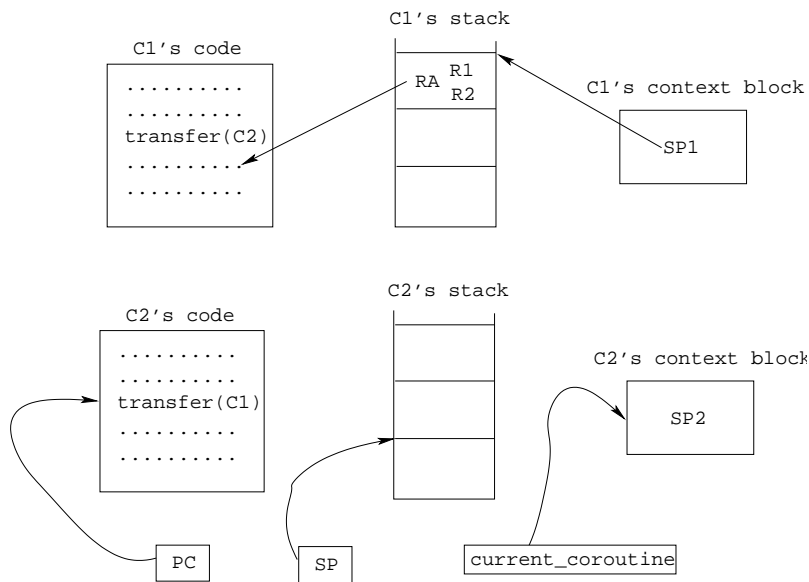 C1's stack
C1's code
..........
..........
transfer(C2)
..........
..........
RA R1
R2
C1's context block
SP1
C2's stack
C2's code
..........
..........
transfer(C1)
..........
..........
C2's context block
SP2
PC
SP
current_coroutine